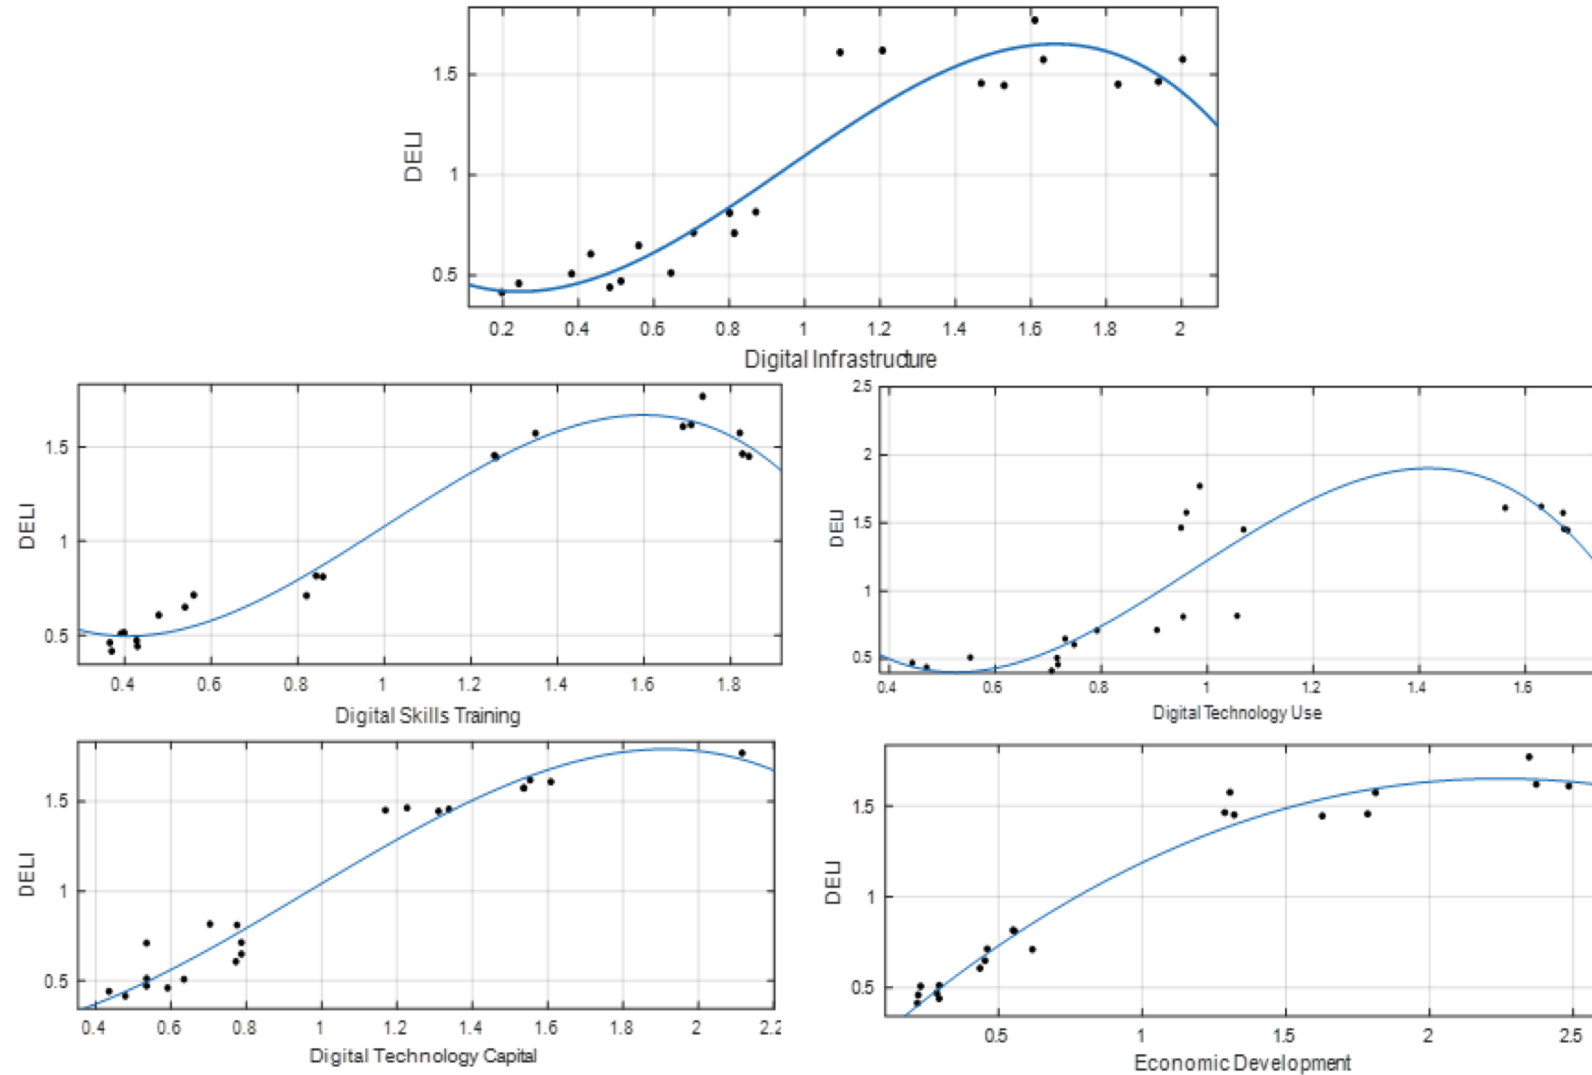 1.5
DELI
1
0.5
0.2 0.4 0.6 0.8 1 1.2 1.4 1.6 1.8 2
Digital Infrastructure
1.5
DELI
1
0.5
0.4 0.6 0.8 1 1.2 1.4 1.6 1.8
Digital Skills Training
2.5
2
1.5
DELI
1
0.5
0.4 0.6 0.8 1 1.2 1.4 1.6
Digital Technology Use
1.5
DELI
1
0.5
0.4 0.6 0.8 1 1.2 1.4 1.6 1.8 2 2.2
Digital Technology Capital
1.5
DELI
1
0.5
0.5 1 1.5 2 2.5
Economic Development